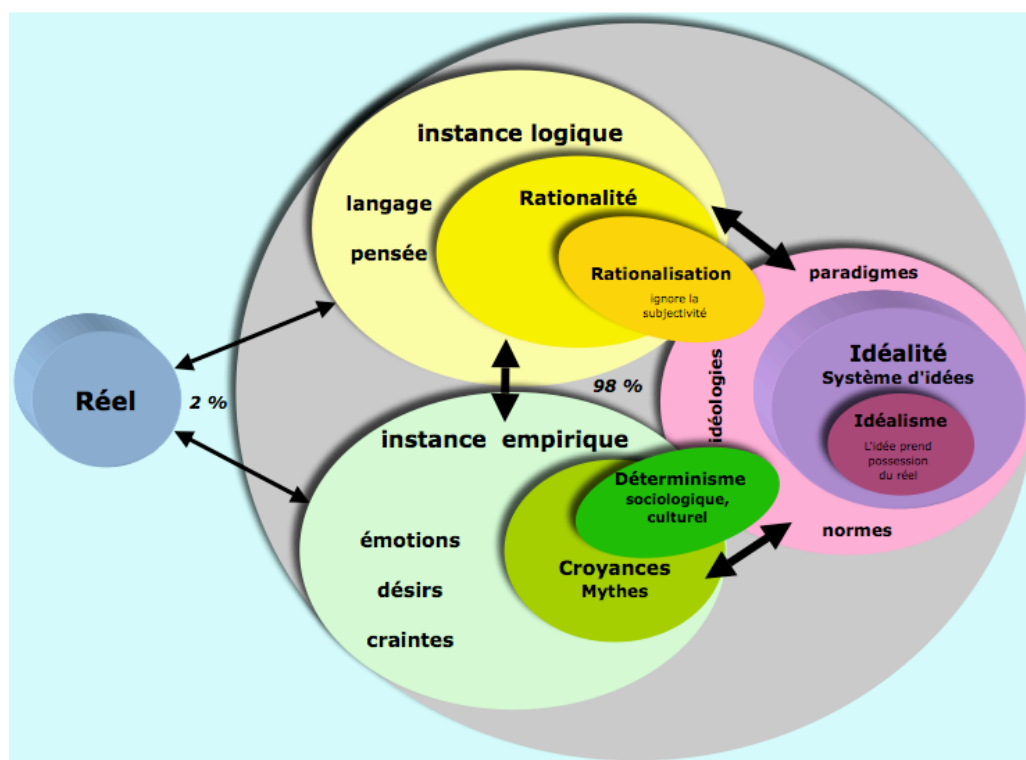 instance logique
langage
pensée
Rationalité
Rationalisation
ignore la
subjectivité
paradigmes
idéologies
Idéalité
Système d'idées
Idéalisme
L'idée prend
possession
du réel
normes
Réel
2 %
98 %
instance empirique
émotions
désirs
craintes
Déterminisme
sociologique,
culturel
Croyances
Mythes